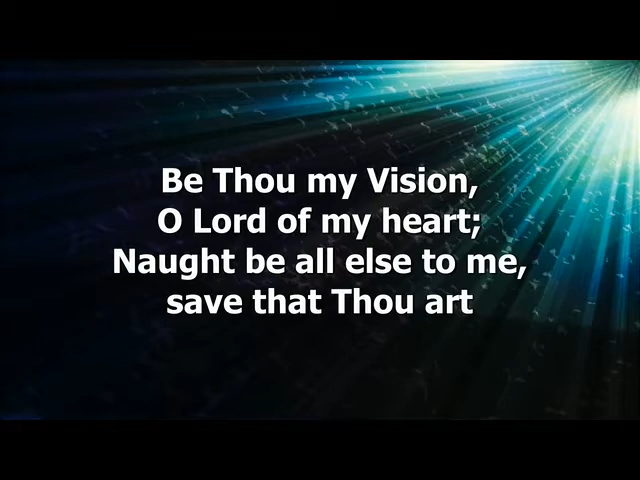 Be Thou my Vision,
O Lord of my heart;
Naught be all else to me,
save that Thou art